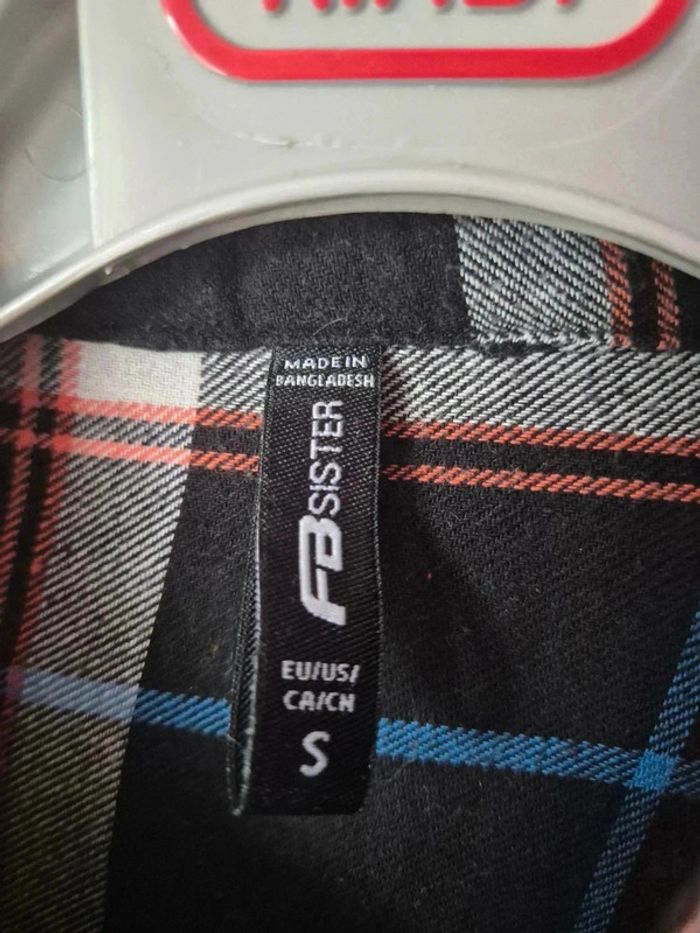 MADE IN
BANGLADESH
FB SISTER
EU/US/
CA/CN
S